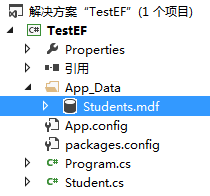 解决方案"TestEF"(1 个项目)
TestEF
Properties
引用
App_Data
Students.mdf
App.config
packages.config
Program.cs
Student.cs